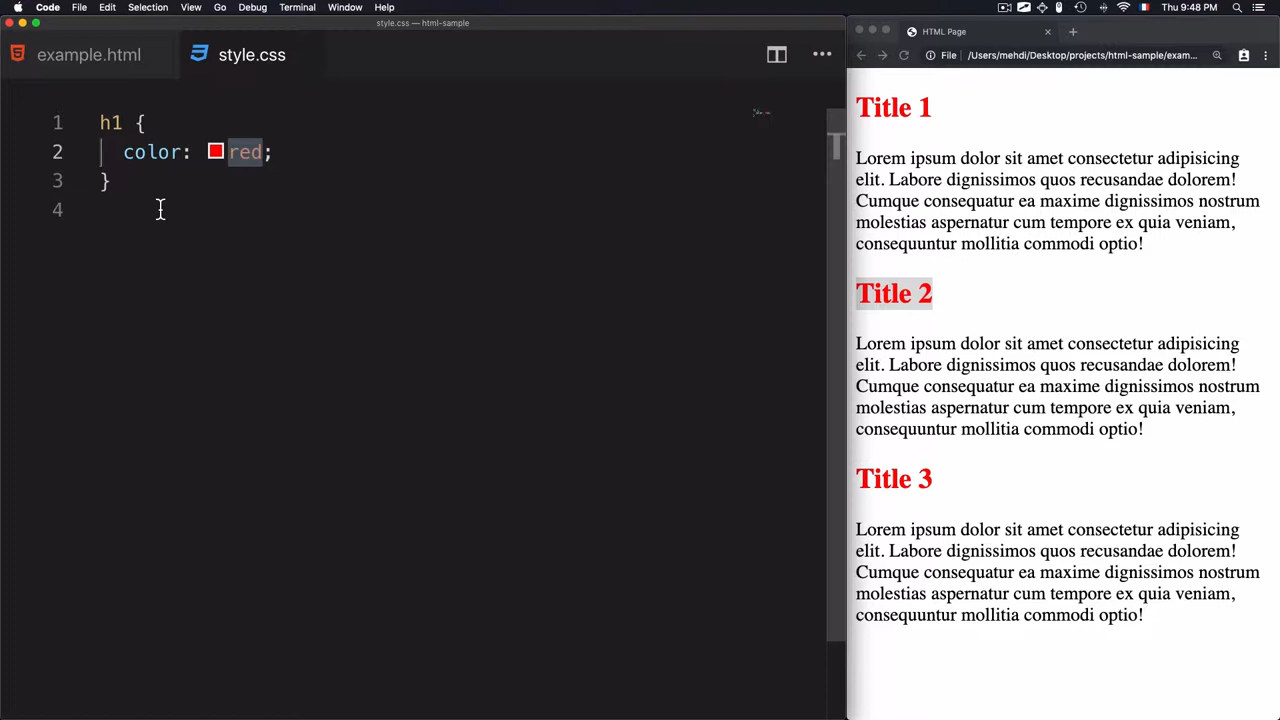 Code File Edit Selection View Go Debug Terminal Window Help Thu 9:48 PM
style.css — html-sample
example.html style.css
HTML Page
File /Users/mehdi/Desktop/projects/html-sample/exam...
1 h1 {
2 color: red;
3 }
4
Title 1
Lorem ipsum dolor sit amet consectetur adipisicing
elit. Labore dignissimos quos recusandae dolorem!
Cumque consequatur ea maxime dignissimos nostrum
molestias aspernatur cum tempore ex quia veniam,
consequuntur mollitia commodi optio!
Title 2
Lorem ipsum dolor sit amet consectetur adipisicing
elit. Labore dignissimos quos recusandae dolorem!
Cumque consequatur ea maxime dignissimos nostrum
molestias aspernatur cum tempore ex quia veniam,
consequuntur mollitia commodi optio!
Title 3
Lorem ipsum dolor sit amet consectetur adipisicing
elit. Labore dignissimos quos recusandae dolorem!
Cumque consequatur ea maxime dignissimos nostrum
molestias aspernatur cum tempore ex quia veniam,
consequuntur mollitia commodi optio!